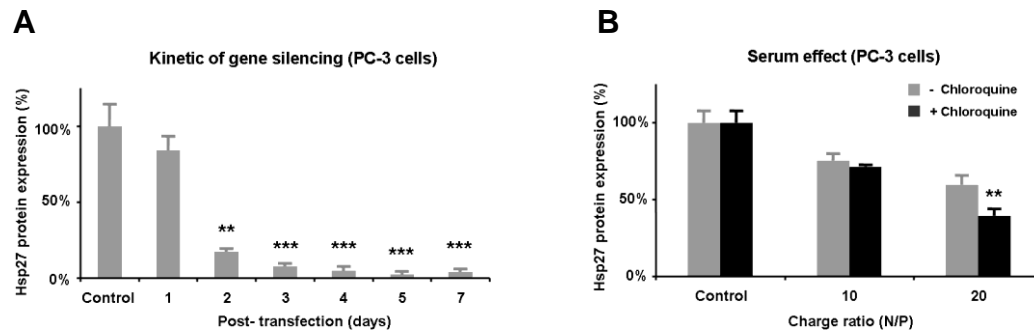 A
Kinetic of gene silencing (PC-3 cells)
Hsp27 protein expression (%)
100%
50%
0%
** *** *** *** ***
Control 1 2 3 4 5 7
Post- transfection (days)
B
Serum effect (PC-3 cells)
- Chloroquine
+ Chloroquine
Hsp27 protein expression (%)
100%
50%
0%
**
Control 10 20
Charge ratio (N/P)